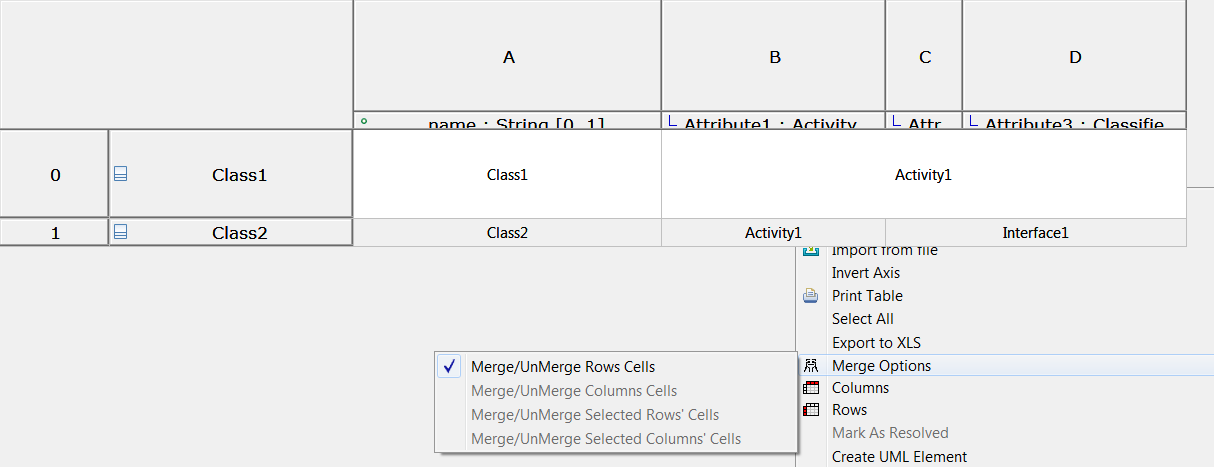 A B C D
name : String [0..1] Attribute1 : Activity Attr Attribute3 : Classifie
0 Class1 Class1 Activity1
1 Class2 Class2 Activity1 Interface1
Import from file
Invert Axis
Print Table
Select All
Export to XLS
Merge/UnMerge Rows Cells Merge Options
Merge/UnMerge Columns Cells Columns
Merge/UnMerge Selected Rows' Cells Rows
Merge/UnMerge Selected Columns' Cells Mark As Resolved
Create UML Element